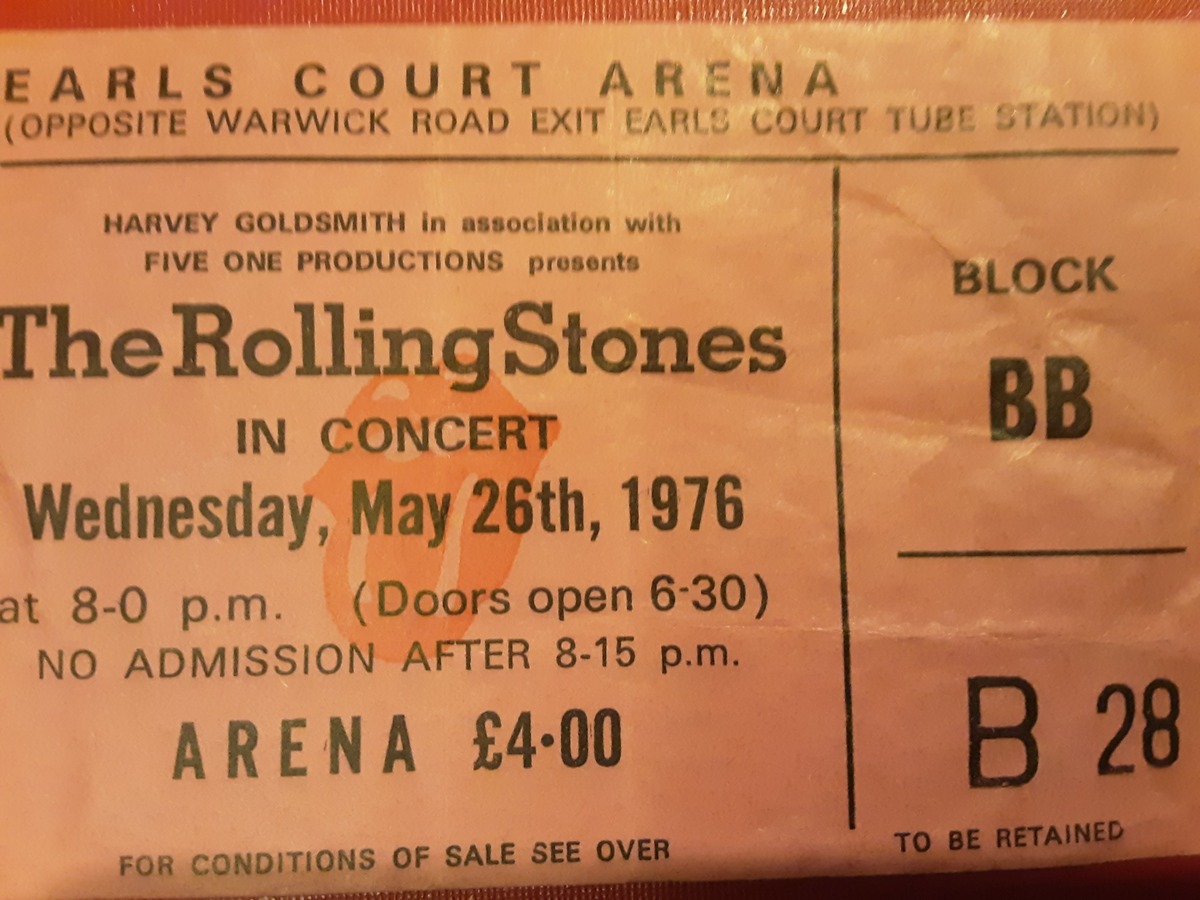 EARLS COURT ARENA
(OPPOSITE WARWICK ROAD EXIT EARLS COURT TUBE STATION)
HARVEY GOLDSMITH in association with
FIVE ONE PRODUCTIONS presents
The Rolling Stones
IN CONCERT
Wednesday, May 26th, 1976
at 8-0 p.m. (Doors open 6-30)
NO ADMISSION AFTER 8-15 p.m.
ARENA £4·00
FOR CONDITIONS OF SALE SEE OVER
BLOCK
BB
B 28
TO BE RETAINED